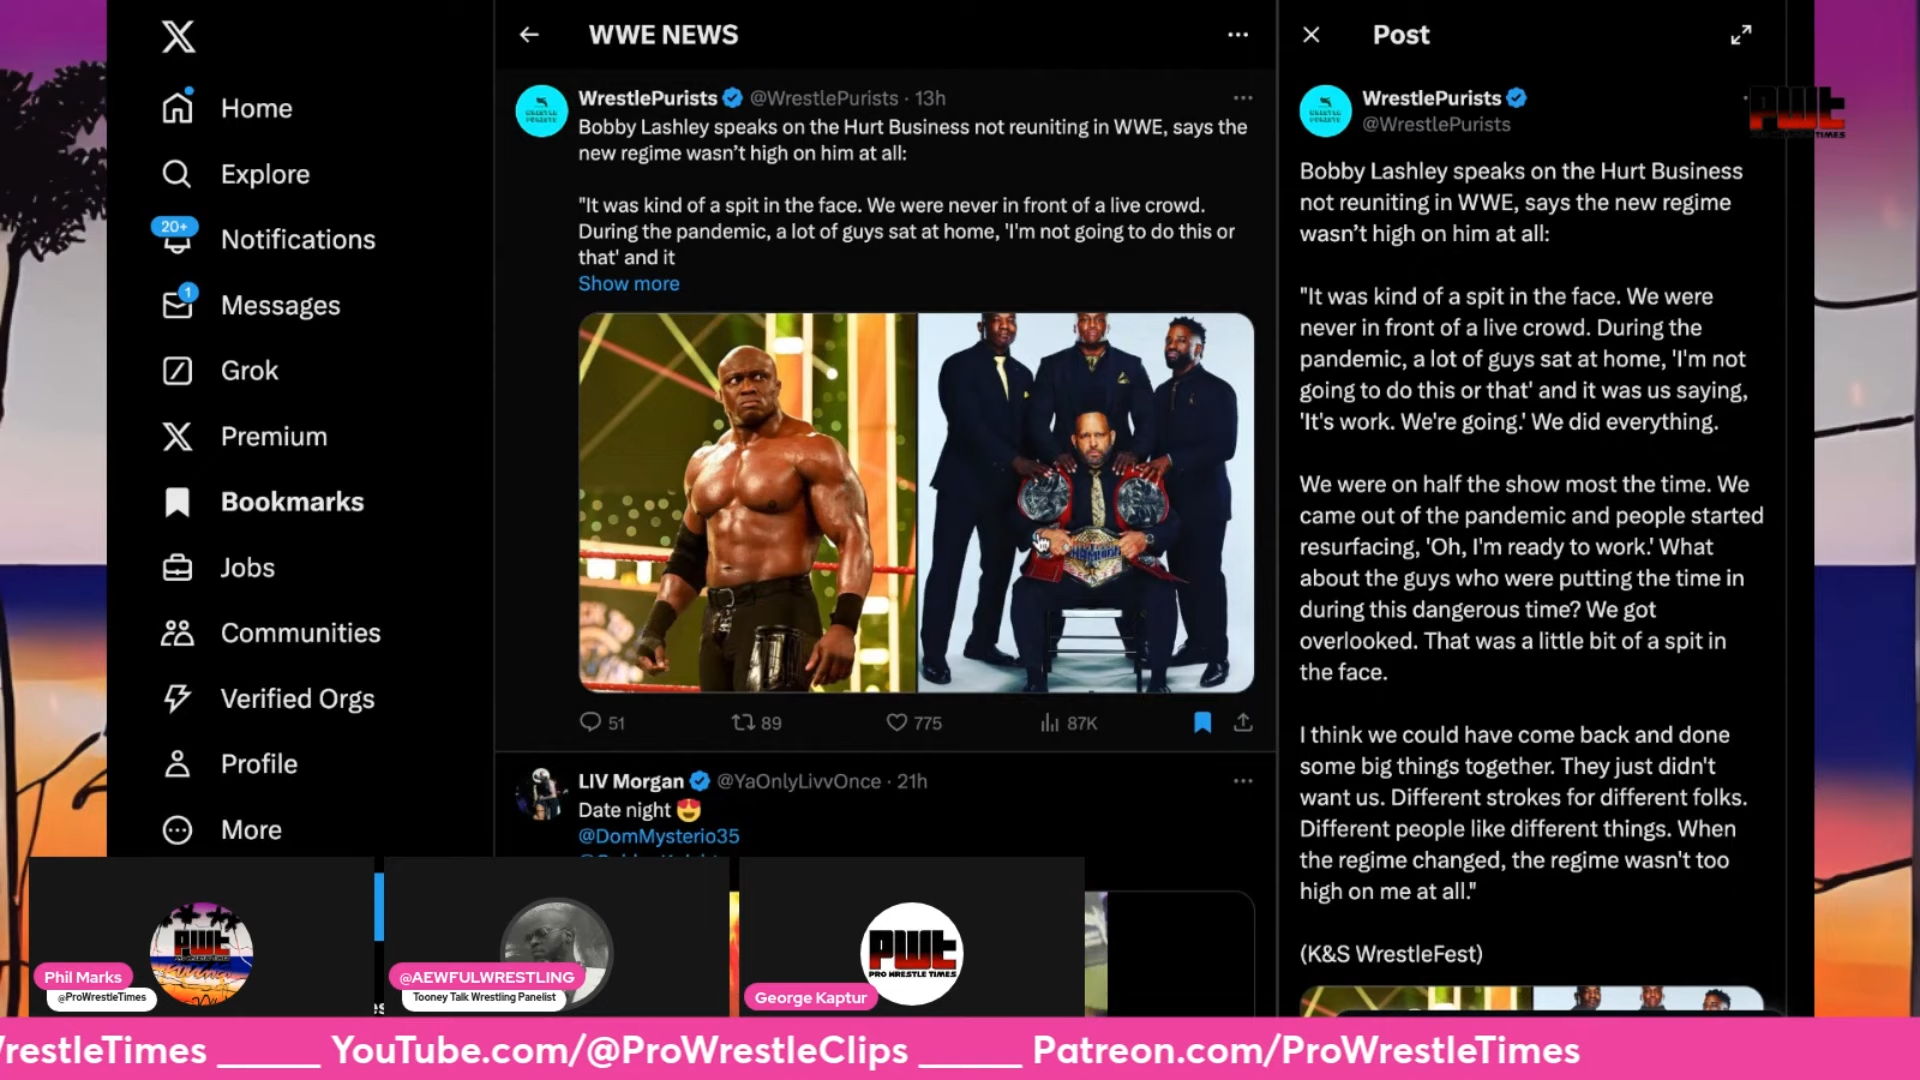 Home
Explore
20+
Notifications
1
Messages
Grok
Premium
Bookmarks
Jobs
Communities
Verified Orgs
Profile
More
WWE NEWS
WrestlePurists @WrestlePurists · 13h
Bobby Lashley speaks on the Hurt Business not reuniting in WWE, says the
new regime wasn’t high on him at all:
"It was kind of a spit in the face. We were never in front of a live crowd.
During the pandemic, a lot of guys sat at home, 'I'm not going to do this or
that' and it
Show more
51
89
775
87K
LIV Morgan @YaOnlyLivvOnce · 21h
Date night 😍
@DomMysterio35
Post
WrestlePurists
@WrestlePurists
PWT
Bobby Lashley speaks on the Hurt Business
not reuniting in WWE, says the new regime
wasn’t high on him at all:
"It was kind of a spit in the face. We were
never in front of a live crowd. During the
pandemic, a lot of guys sat at home, 'I'm not
going to do this or that' and it was us saying,
'It's work. We're going.' We did everything.
We were on half the show most the time. We
came out of the pandemic and people started
resurfacing, 'Oh, I'm ready to work.' What
about the guys who were putting the time in
during this dangerous time? We got
overlooked. That was a little bit of a spit in
the face.
I think we could have come back and done
some big things together. They just didn't
want us. Different strokes for different folks.
Different people like different things. When
the regime changed, the regime wasn't too
high on me at all."
(K&S WrestleFest)
PWT
Phil Marks
@ProWrestleTimes
@AEWFULWRESTLING
Tooney Talk Wrestling Panelist
PWT
PRO WRESTLE TIMES
George Kaptur
WrestleTimes ______ YouTube.com/@ProWrestleClips ______ Patreon.com/ProWrestleTimes